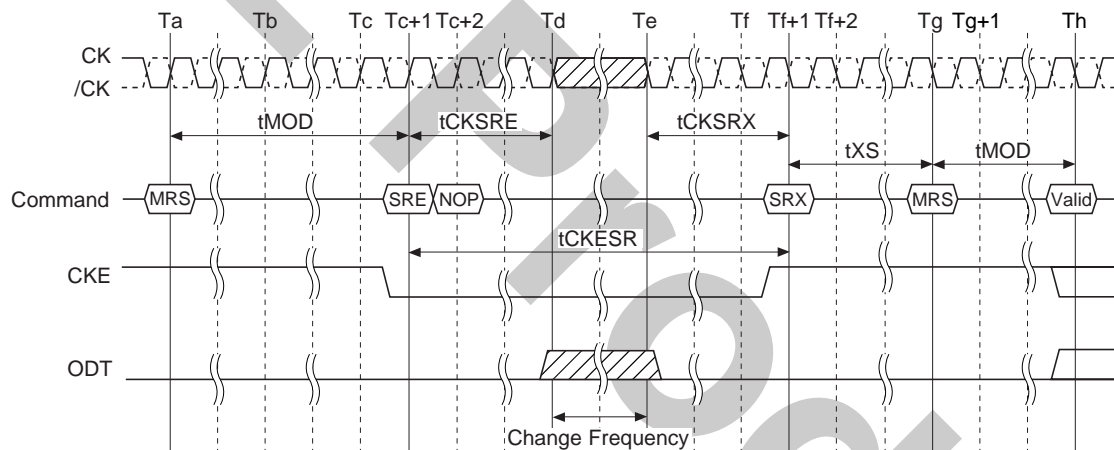 Ta Tb Tc Tc+1 Tc+2 Td Te Tf Tf+1 Tf+2 Tg Tg+1 Th
CK
/CK
tMOD tCKSRE tCKSRX
tXS tMOD
Command MRS SRE NOP SRX MRS Valid
tCKESR
CKE
ODT
Change Frequency